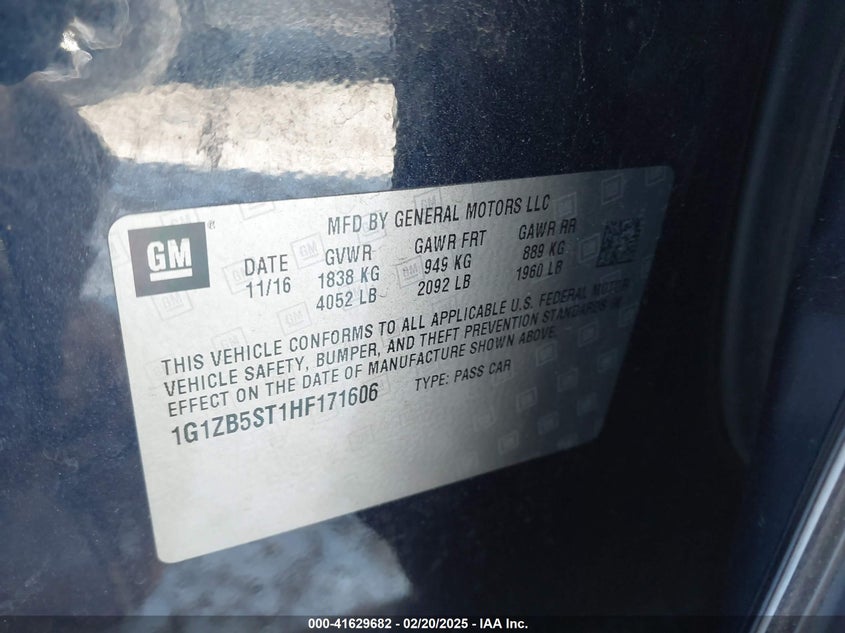 GM®
MFD BY GENERAL MOTORS LLC
DATE GVWR GAWR FRT GAWR RR
11/16 1838 KG 949 KG 889 KG
4052 LB 2092 LB 1960 LB
THIS VEHICLE CONFORMS TO ALL APPLICABLE U.S. FEDERAL MOTOR
VEHICLE SAFETY, BUMPER, AND THEFT PREVENTION STANDARDS IN
EFFECT ON THE DATE OF MANUFACTURE SHOWN ABOVE.
1G1ZB5ST1HF171606 TYPE: PASS CAR
000-41629682 / 02/20/2025 - IAA Inc.